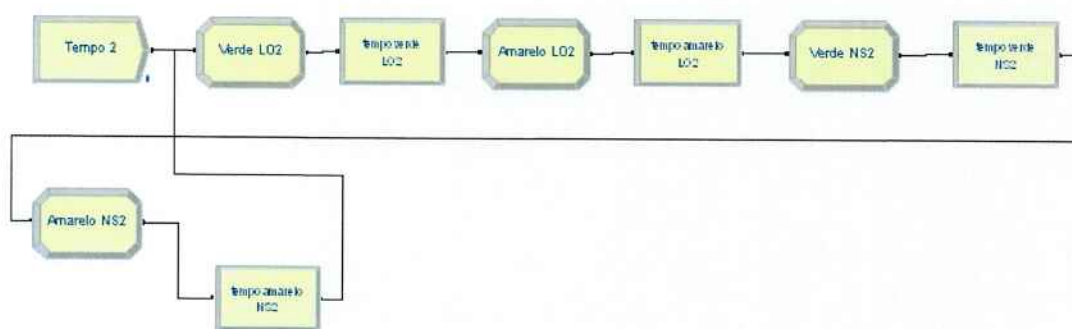 Tempo 2
Verde LO2
tempo verde
LO2
Amarelo LO2
tempo amarelo
LO2
Verde NS2
tempo verde
NS2
Amarelo NS2
tempo amarelo
NS2